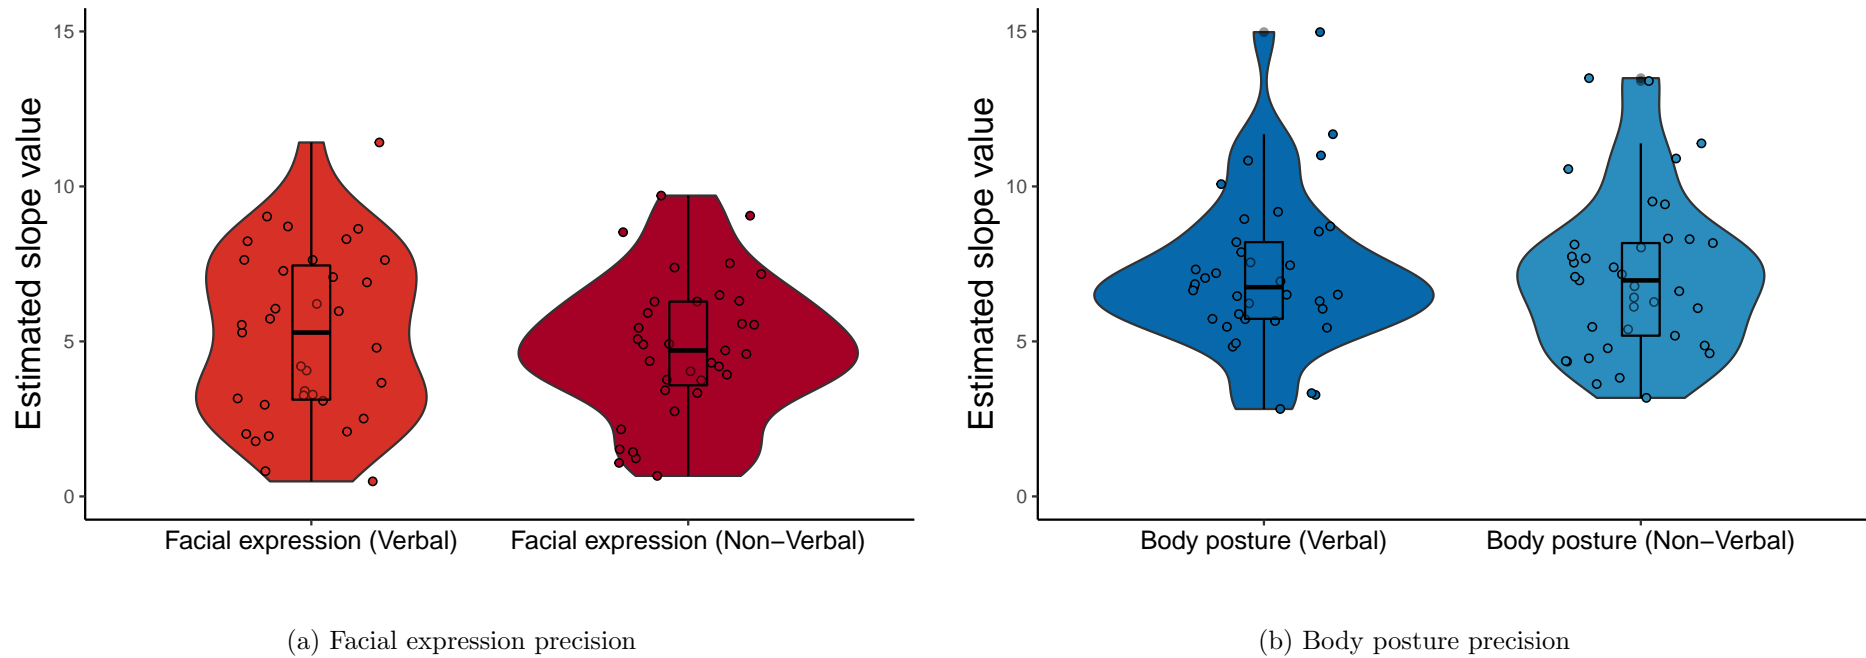 Estimated slope value
15
10
5
0
Facial expression (Verbal)
Facial expression (Non−Verbal)
(a) Facial expression precision
Estimated slope value
15
10
5
0
Body posture (Verbal)
Body posture (Non−Verbal)
(b) Body posture precision